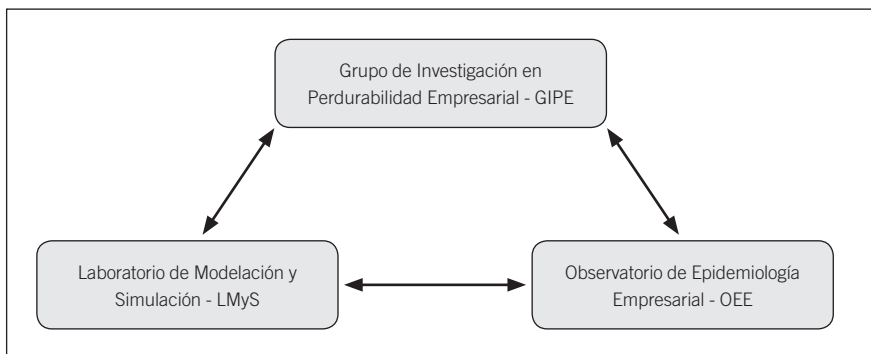 Grupo de Investigación en
Perdurabilidad Empresarial - GIPE
Laboratorio de Modelación y
Simulación - LMyS
Observatorio de Epidemiología
Empresarial - OEE